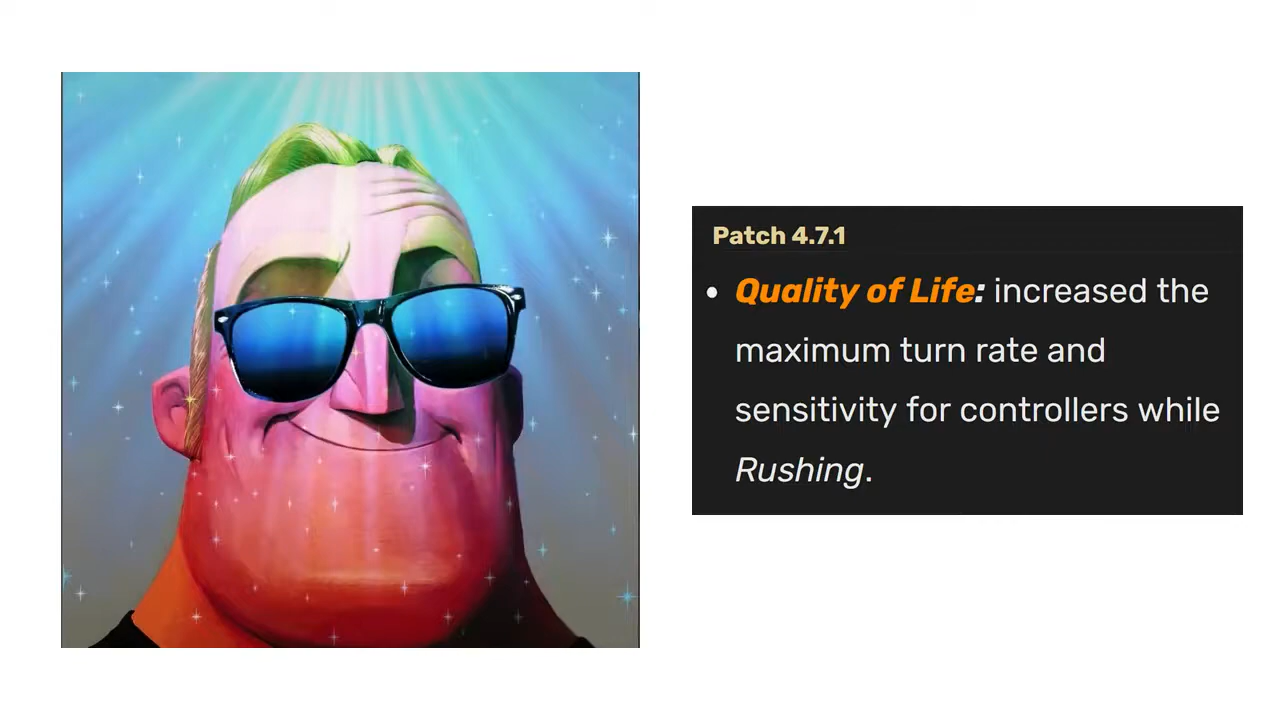 Patch 4.7.1
• Quality of Life: increased the
maximum turn rate and
sensitivity for controllers while
Rushing.